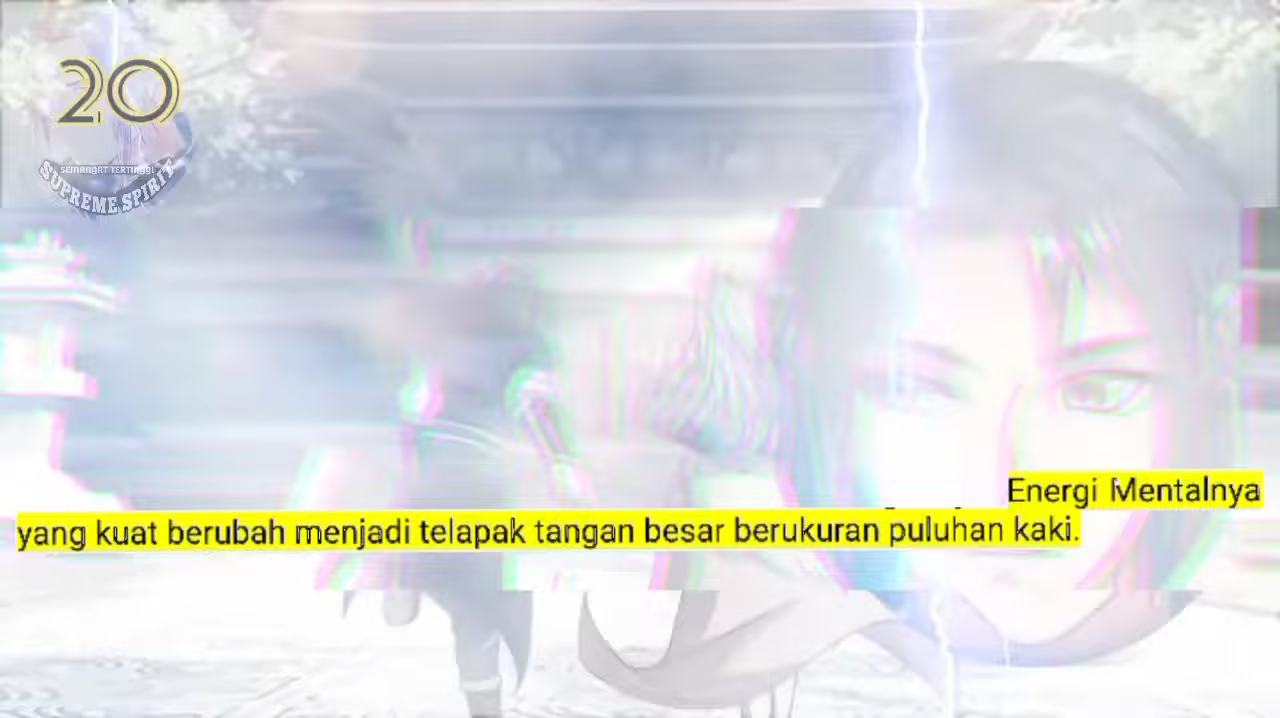 20
SEMANGAT TERTINGGI
SUPREME SPIRIT
Energi Mentalnya
yang kuat berubah menjadi telapak tangan besar berukuran puluhan kaki.